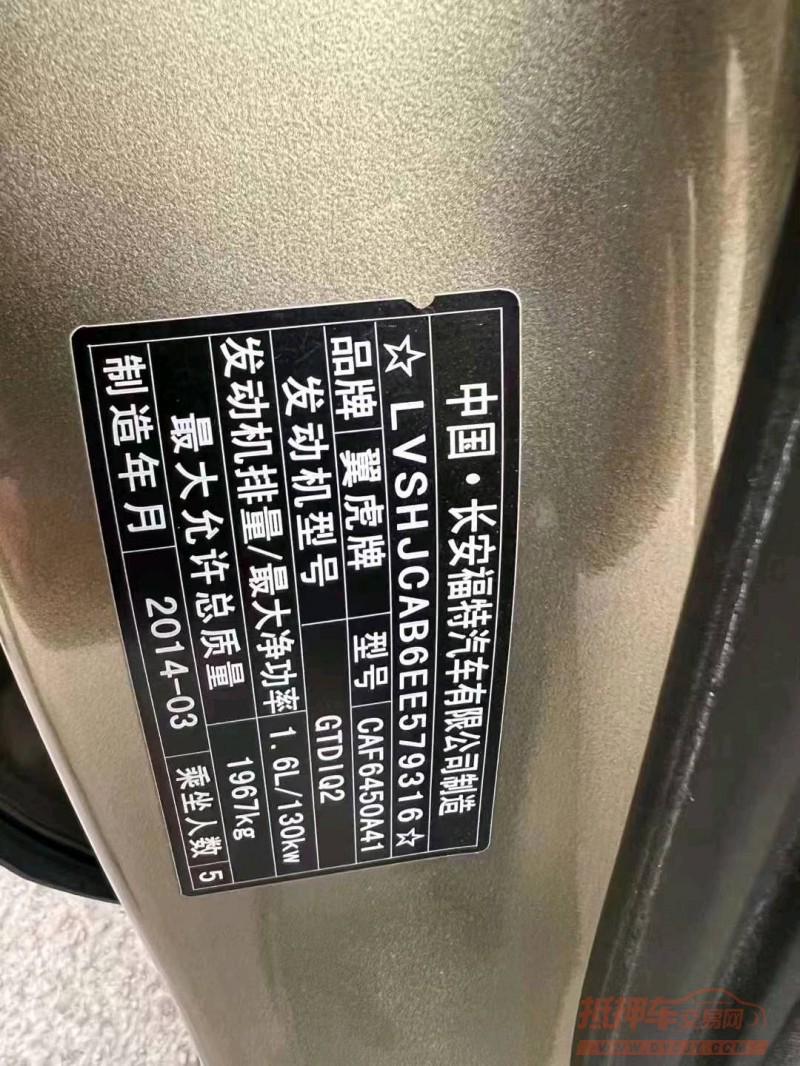 中国·长安福特汽车有限公司制造
☆LVSHJCAB6EE579316☆
品牌 翼虎牌 型号 CAF6450A41
发动机型号 GTDIQ2
发动机排量/最大净功率 1.6L/130kw
最大允许总质量 1967kg
制造年月 2014-03 乘坐人数 5
抵押车交易网